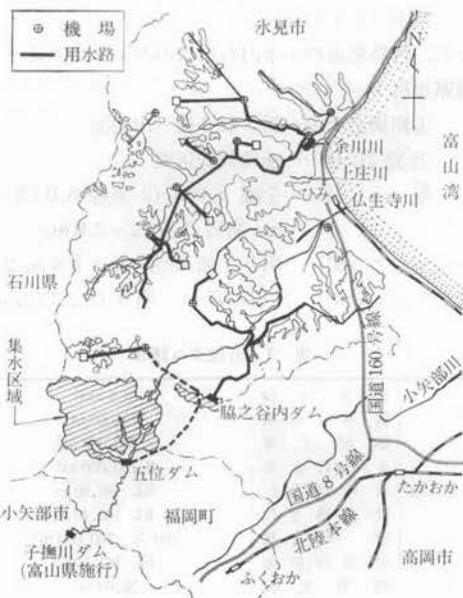 機場
用水路
氷見市
N
富山湾
余川川
上庄川
ひみ
仏生寺川
石川県
集水区域
国道160号線
小矢部川
脇之谷内ダム
五位ダム
国道8号線
たかおか
小矢部市
福岡町
北陸本線
高岡市
子撫川ダム
(富山県施行)
ふくおか